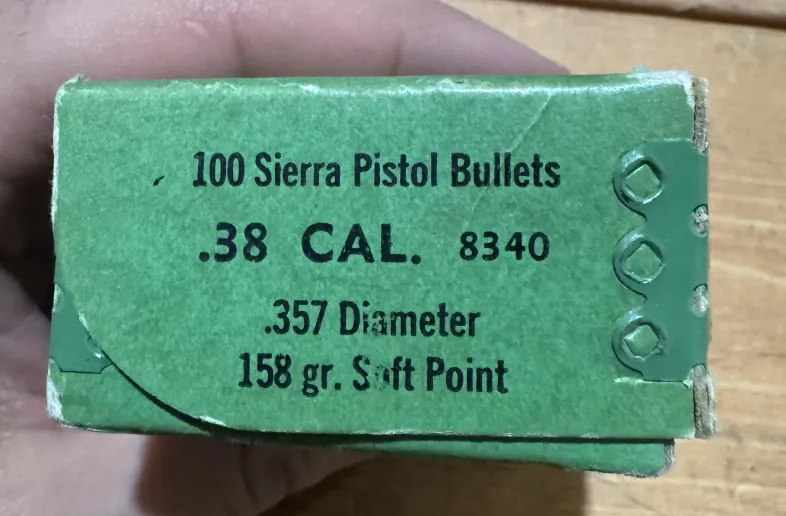 100 Sierra Pistol Bullets
.38 CAL. 8340
.357 Diameter
158 gr. Soft Point